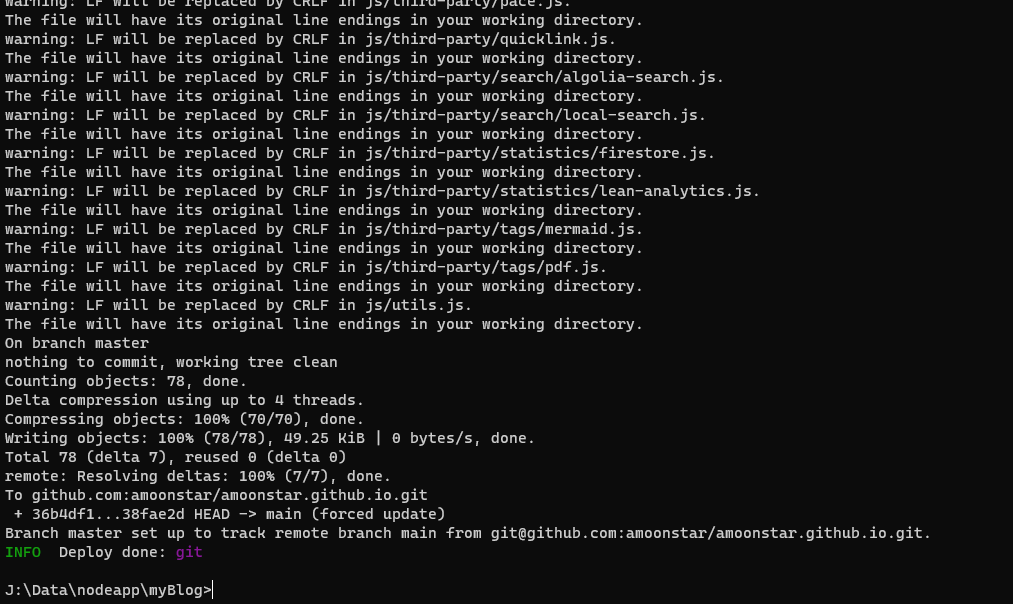 warning: LF will be replaced by CRLF in js/third-party/pace.js.
The file will have its original line endings in your working directory.
warning: LF will be replaced by CRLF in js/third-party/quicklink.js.
The file will have its original line endings in your working directory.
warning: LF will be replaced by CRLF in js/third-party/search/algolia-search.js.
The file will have its original line endings in your working directory.
warning: LF will be replaced by CRLF in js/third-party/search/local-search.js.
The file will have its original line endings in your working directory.
warning: LF will be replaced by CRLF in js/third-party/statistics/firestore.js.
The file will have its original line endings in your working directory.
warning: LF will be replaced by CRLF in js/third-party/statistics/lean-analytics.js.
The file will have its original line endings in your working directory.
warning: LF will be replaced by CRLF in js/third-party/tags/mermaid.js.
The file will have its original line endings in your working directory.
warning: LF will be replaced by CRLF in js/third-party/tags/pdf.js.
The file will have its original line endings in your working directory.
warning: LF will be replaced by CRLF in js/utils.js.
The file will have its original line endings in your working directory.
On branch master
nothing to commit, working tree clean
Counting objects: 78, done.
Delta compression using up to 4 threads.
Compressing objects: 100% (70/70), done.
Writing objects: 100% (78/78), 49.25 KiB | 0 bytes/s, done.
Total 78 (delta 7), reused 0 (delta 0)
remote: Resolving deltas: 100% (7/7), done.
To github.com:amoonstar/amoonstar.github.io.git
 + 36b4df1...38fae2d HEAD -> main (forced update)
Branch master set up to track remote branch main from git@github.com:amoonstar/amoonstar.github.io.git.
INFO  Deploy done: git
J:\Data\nodeapp\myBlog>